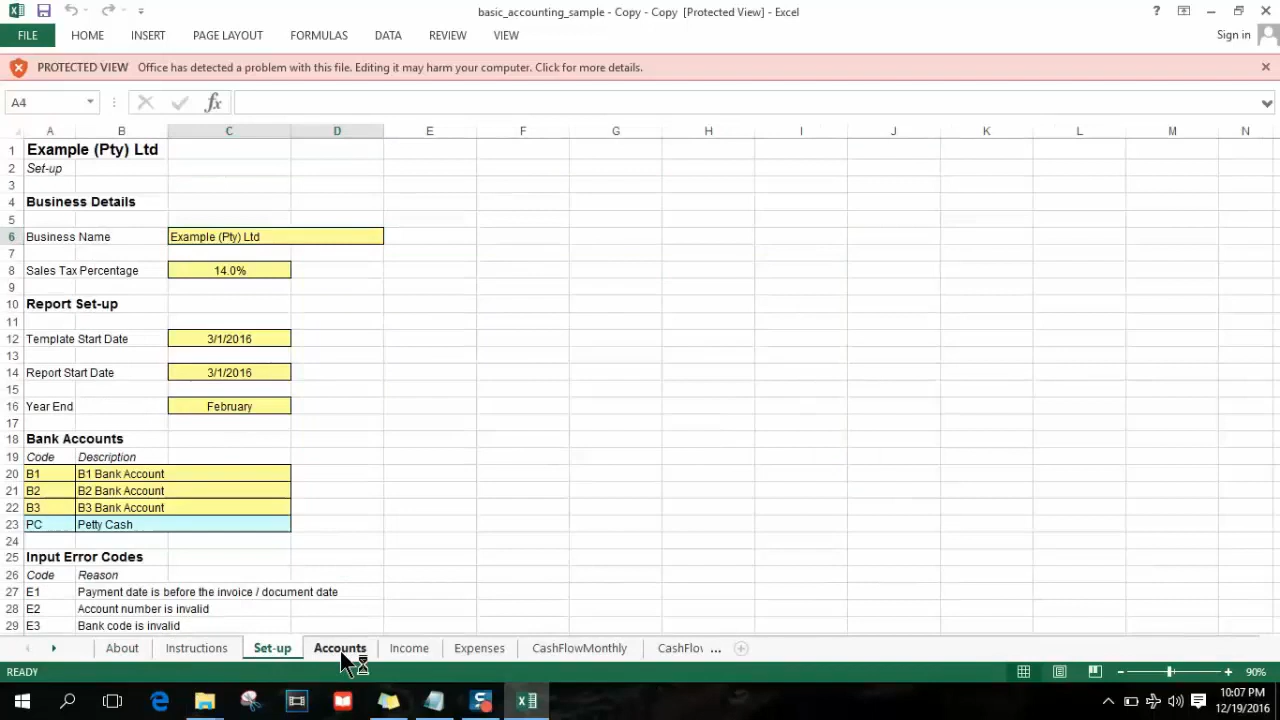 basic_accounting_sample - Copy - Copy [Protected View] - Excel
?
FILE HOME INSERT PAGE LAYOUT FORMULAS DATA REVIEW VIEW Sign in
PROTECTED VIEW Office has detected a problem with this file. Editing it may harm your computer. Click for more details.
A4 fx
A B C D E F G H I J K L M N
1 Example (Pty) Ltd
2 Set-up
3
4 Business Details
5
6 Business Name Example (Pty) Ltd
7
8 Sales Tax Percentage 14.0%
9
10 Report Set-up
11
12 Template Start Date 3/1/2016
13
14 Report Start Date 3/1/2016
15
16 Year End February
17
18 Bank Accounts
19 Code Description
20 B1 B1 Bank Account
21 B2 B2 Bank Account
22 B3 B3 Bank Account
23 PC Petty Cash
24
25 Input Error Codes
26 Code Reason
27 E1 Payment date is before the invoice / document date
28 E2 Account number is invalid
29 E3 Bank code is invalid
About Instructions Set-up Accounts Income Expenses CashFlowMonthly CashFlov ...
READY 90%
10:07 PM
12/19/2016